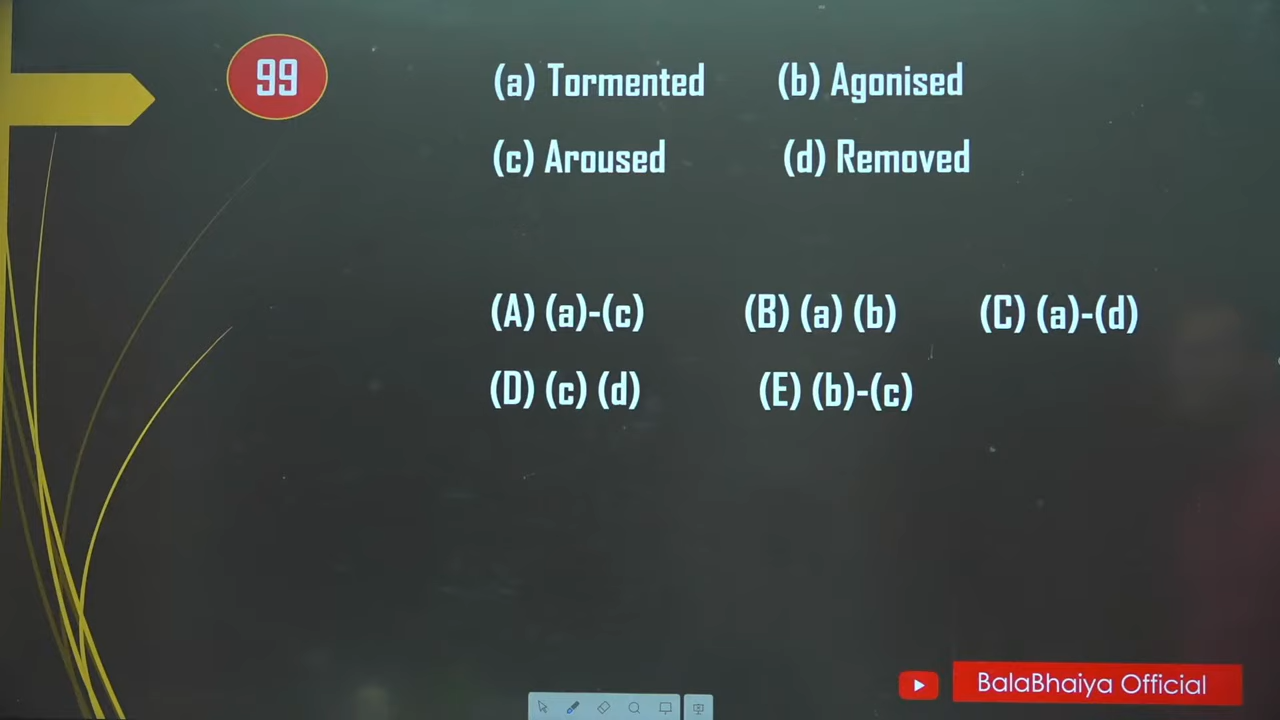 99
(a) Tormented (b) Agonised
(c) Aroused (d) Removed
(A) (a)-(c) (B) (a) (b) (C) (a)-(d)
(D) (c) (d) (E) (b)-(c)
BalaBhaiya Official